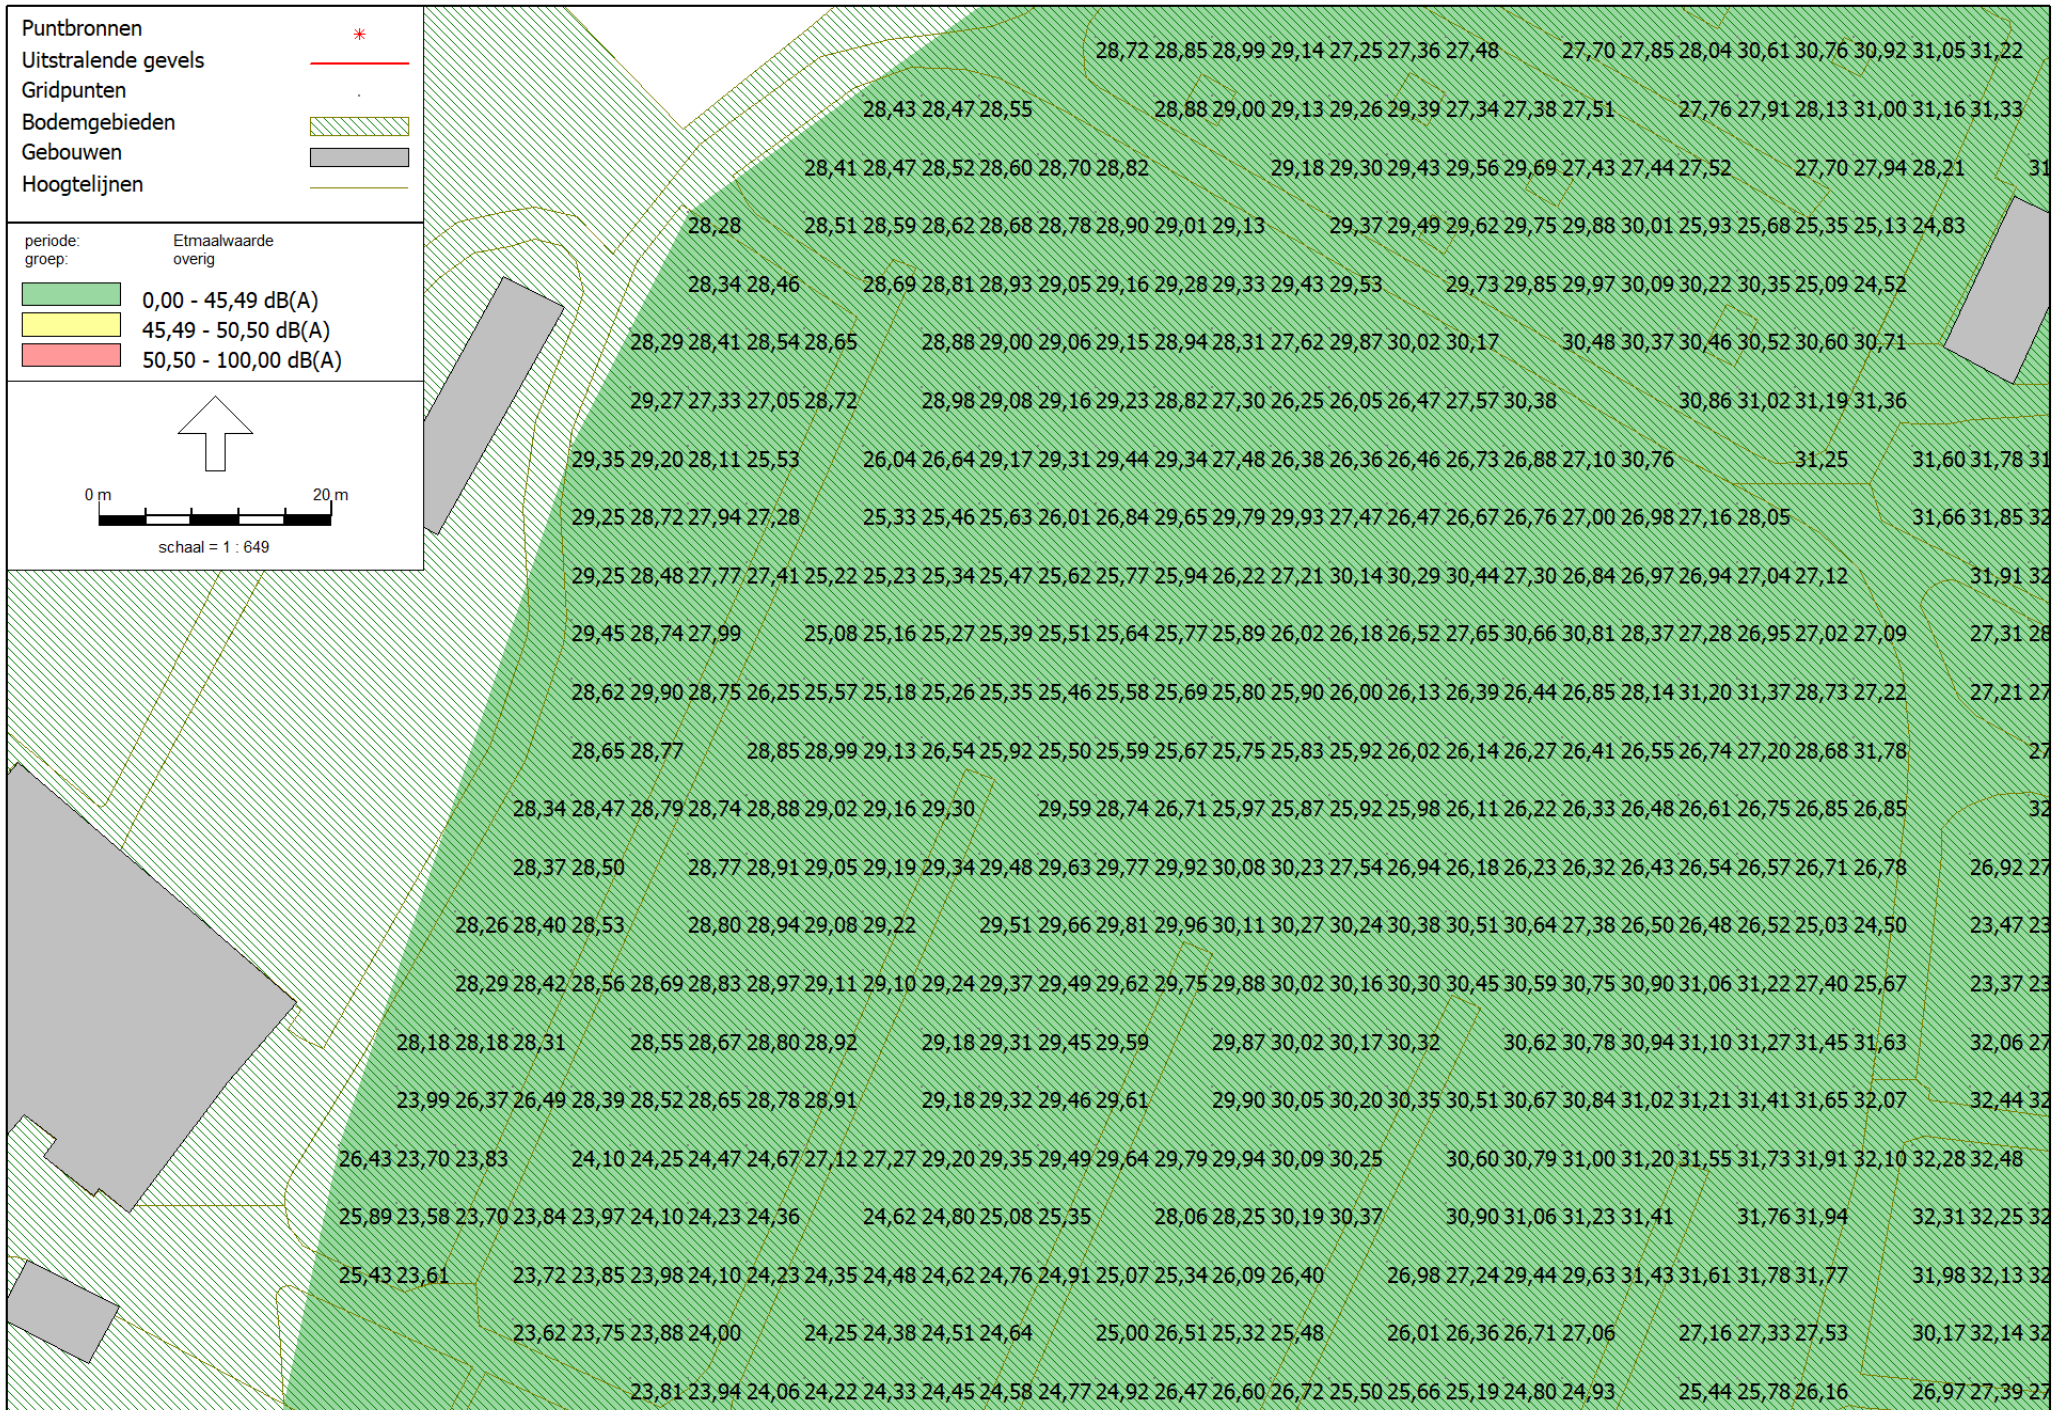 Puntbronnen
Uitstralende gevels
Gridpunten
Bodemgebieden
Gebouwen
Hoogtelijnen
periode: Etmaalwaarde
groep: overig
0,00 - 45,49 dB(A)
45,49 - 50,50 dB(A)
50,50 - 100,00 dB(A)
0 m 20 m
schaal = 1 : 649
28,72 28,85 28,99 29,14 27,25 27,36 27,48 27,70 27,85 28,04 30,61 30,76 30,92 31,05 31,22
28,43 28,47 28,55 28,88 29,00 29,13 29,26 29,39 27,34 27,38 27,51 27,76 27,91 28,13 31,00 31,16 31,33
28,41 28,47 28,52 28,60 28,70 28,82 29,18 29,30 29,43 29,56 29,69 27,43 27,44 27,52 27,70 27,94 28,21 31
28,28 28,51 28,59 28,62 28,68 28,78 28,90 29,01 29,13 29,37 29,49 29,62 29,75 29,88 30,01 25,93 25,68 25,35 25,13 24,83
28,34 28,46 28,69 28,81 28,93 29,05 29,16 29,28 29,33 29,43 29,53 29,73 29,85 29,97 30,09 30,22 30,35 25,09 24,52
28,29 28,41 28,54 28,65 28,88 29,00 29,06 29,15 28,94 28,31 27,62 29,87 30,02 30,17 30,48 30,37 30,46 30,52 30,60 30,71
29,27 27,33 27,05 28,72 28,98 29,08 29,16 29,23 28,82 27,30 26,25 26,05 26,47 27,57 30,38 30,86 31,02 31,19 31,36
29,35 29,20 28,11 25,53 26,04 26,64 29,17 29,31 29,44 29,34 27,48 26,38 26,36 26,46 26,73 26,88 27,10 30,76 31,25 31,60 31,78 31
29,25 28,72 27,94 27,28 25,33 25,46 25,63 26,01 26,84 29,65 29,79 29,93 27,47 26,47 26,67 26,76 27,00 26,98 27,16 28,05 31,66 31,85 32
29,25 28,48 27,77 27,41 25,22 25,23 25,34 25,47 25,62 25,77 25,94 26,22 27,21 30,14 30,29 30,44 27,30 26,84 26,97 26,94 27,04 27,12 31,91 32
29,45 28,74 27,99 25,08 25,16 25,27 25,39 25,51 25,64 25,77 25,89 26,02 26,18 26,52 27,65 30,66 30,81 28,37 27,28 26,95 27,02 27,09 27,31 28
28,62 29,90 28,75 26,25 25,57 25,18 25,26 25,35 25,46 25,58 25,69 25,80 25,90 26,00 26,13 26,39 26,44 26,85 28,14 31,20 31,37 28,73 27,22 27,21 27
28,65 28,77 28,85 28,99 29,13 26,54 25,92 25,50 25,59 25,67 25,75 25,83 25,92 26,02 26,14 26,27 26,41 26,55 26,74 27,20 28,68 31,78 27
28,34 28,47 28,79 28,74 28,88 29,02 29,16 29,30 29,59 28,74 26,71 25,97 25,87 25,92 25,98 26,11 26,22 26,33 26,48 26,61 26,75 26,85 26,85 32
28,37 28,50 28,77 28,91 29,05 29,19 29,34 29,48 29,63 29,77 29,92 30,08 30,23 27,54 26,94 26,18 26,23 26,32 26,43 26,54 26,57 26,71 26,78 26,92 27
28,26 28,40 28,53 28,80 28,94 29,08 29,22 29,51 29,66 29,81 29,96 30,11 30,27 30,24 30,38 30,51 30,64 27,38 26,50 26,48 26,52 25,03 24,50 23,47 23
28,29 28,42 28,56 28,69 28,83 28,97 29,11 29,10 29,24 29,37 29,49 29,62 29,75 29,88 30,02 30,16 30,30 30,45 30,59 30,75 30,90 31,06 31,22 27,40 25,67 23,37 23
28,18 28,18 28,31 28,55 28,67 28,80 28,92 29,18 29,31 29,45 29,59 29,87 30,02 30,17 30,32 30,62 30,78 30,94 31,10 31,27 31,45 31,63 32,06 27
23,99 26,37 26,49 28,39 28,52 28,65 28,78 28,91 29,18 29,32 29,46 29,61 29,90 30,05 30,20 30,35 30,51 30,67 30,84 31,02 31,21 31,41 31,65 32,07 32,44 32
26,43 23,70 23,83 24,10 24,25 24,47 24,67 27,12 27,27 29,20 29,35 29,49 29,64 29,79 29,94 30,09 30,25 30,60 30,79 31,00 31,20 31,55 31,73 31,91 32,10 32,28 32,48
25,89 23,58 23,70 23,84 23,97 24,10 24,23 24,36 24,62 24,80 25,08 25,35 28,06 28,25 30,19 30,37 30,90 31,06 31,23 31,41 31,76 31,94 32,31 32,25 32
25,43 23,61 23,72 23,85 23,98 24,10 24,23 24,35 24,48 24,62 24,76 24,91 25,07 25,34 26,09 26,40 26,98 27,24 29,44 29,63 31,43 31,61 31,78 31,77 31,98 32,13 32
23,62 23,75 23,88 24,00 24,25 24,38 24,51 24,64 25,00 26,51 25,32 25,48 26,01 26,36 26,71 27,06 27,16 27,33 27,53 30,17 32,14 32
23,81 23,94 24,06 24,22 24,33 24,45 24,58 24,77 24,92 26,47 26,60 26,72 25,50 25,66 25,19 24,80 24,93 25,44 25,78 26,16 26,97 27,39 27